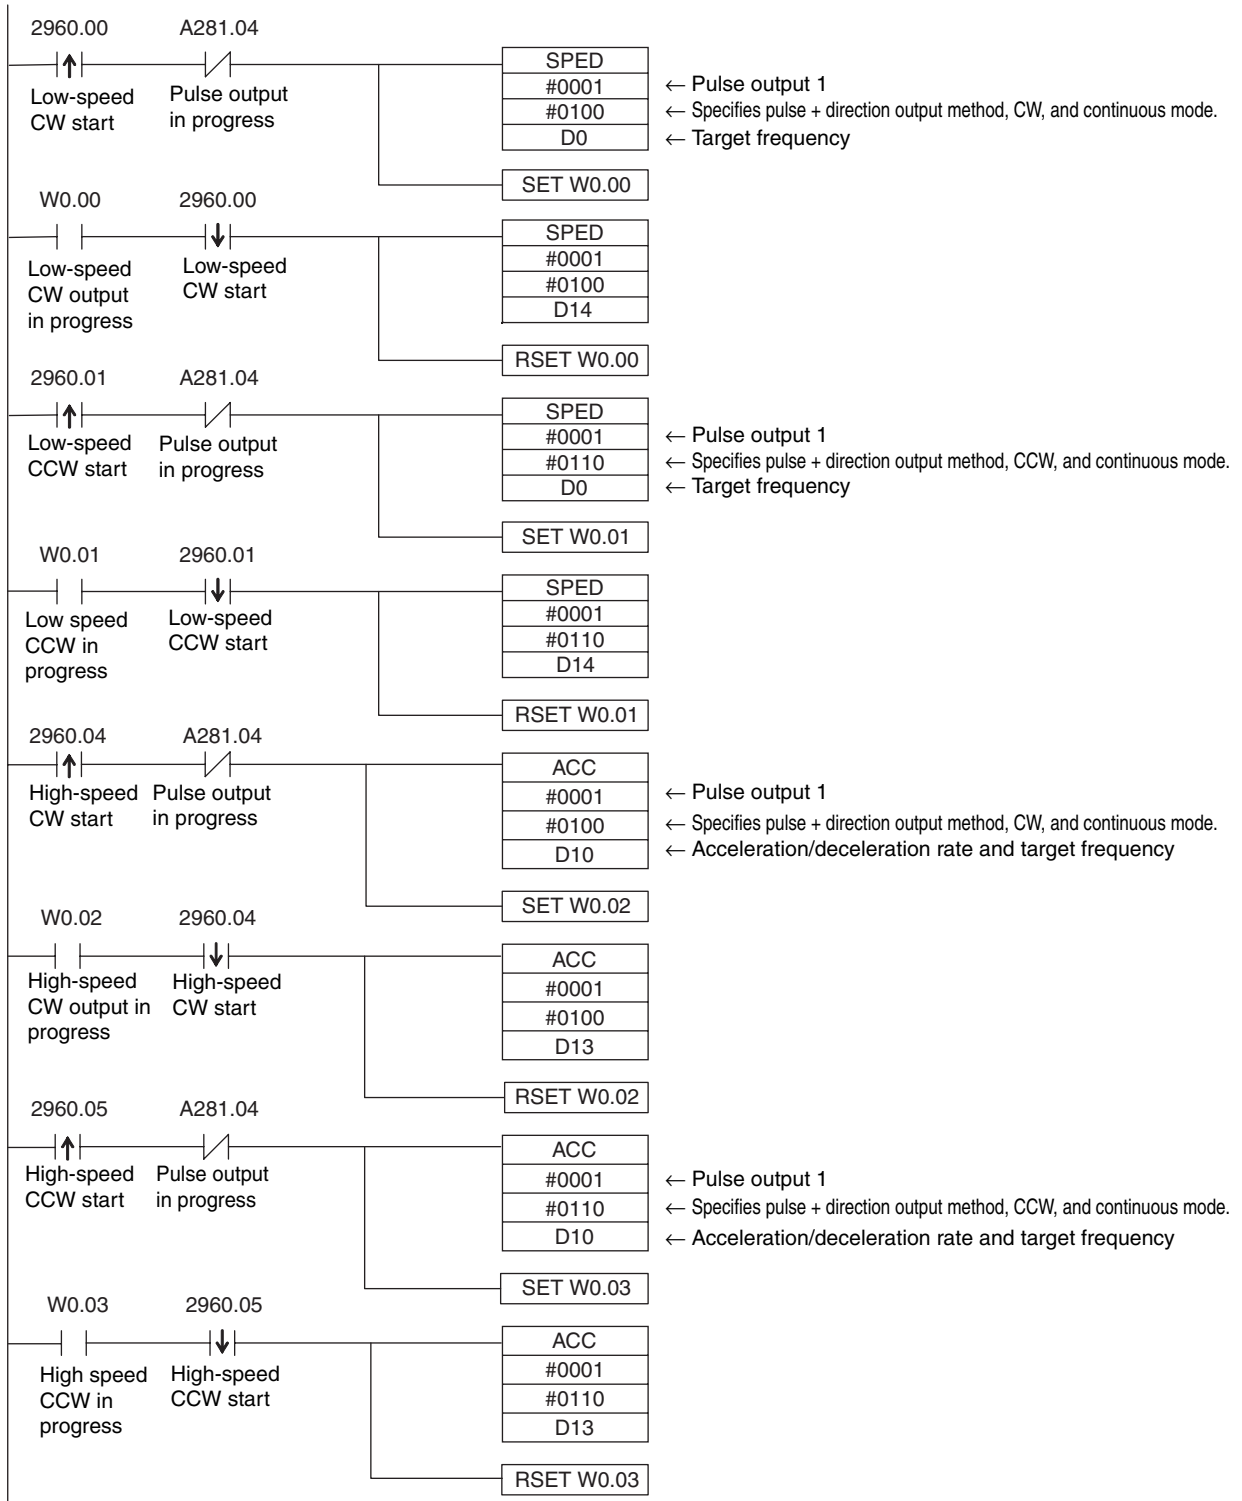 2960.00 A281.04
Low-speed CW start
Pulse output in progress
SPED
#0001 ← Pulse output 1
#0100 ← Specifies pulse + direction output method, CW, and continuous mode.
D0 ← Target frequency
SET W0.00
W0.00 2960.00
Low-speed CW output in progress
Low-speed CW start
SPED
#0001
#0100
D14
RSET W0.00
2960.01 A281.04
Low-speed CCW start
Pulse output in progress
SPED
#0001 ← Pulse output 1
#0110 ← Specifies pulse + direction output method, CCW, and continuous mode.
D0 ← Target frequency
SET W0.01
W0.01 2960.01
Low speed CCW in progress
Low-speed CCW start
SPED
#0001
#0110
D14
RSET W0.01
2960.04 A281.04
High-speed CW start
Pulse output in progress
ACC
#0001 ← Pulse output 1
#0100 ← Specifies pulse + direction output method, CW, and continuous mode.
D10 ← Acceleration/deceleration rate and target frequency
SET W0.02
W0.02 2960.04
High-speed CW output in progress
High-speed CW start
ACC
#0001
#0100
D13
RSET W0.02
2960.05 A281.04
High-speed CCW start
Pulse output in progress
ACC
#0001 ← Pulse output 1
#0110 ← Specifies pulse + direction output method, CCW, and continuous mode.
D10 ← Acceleration/deceleration rate and target frequency
SET W0.03
W0.03 2960.05
High speed CCW in progress
High-speed CCW start
ACC
#0001
#0110
D13
RSET W0.03